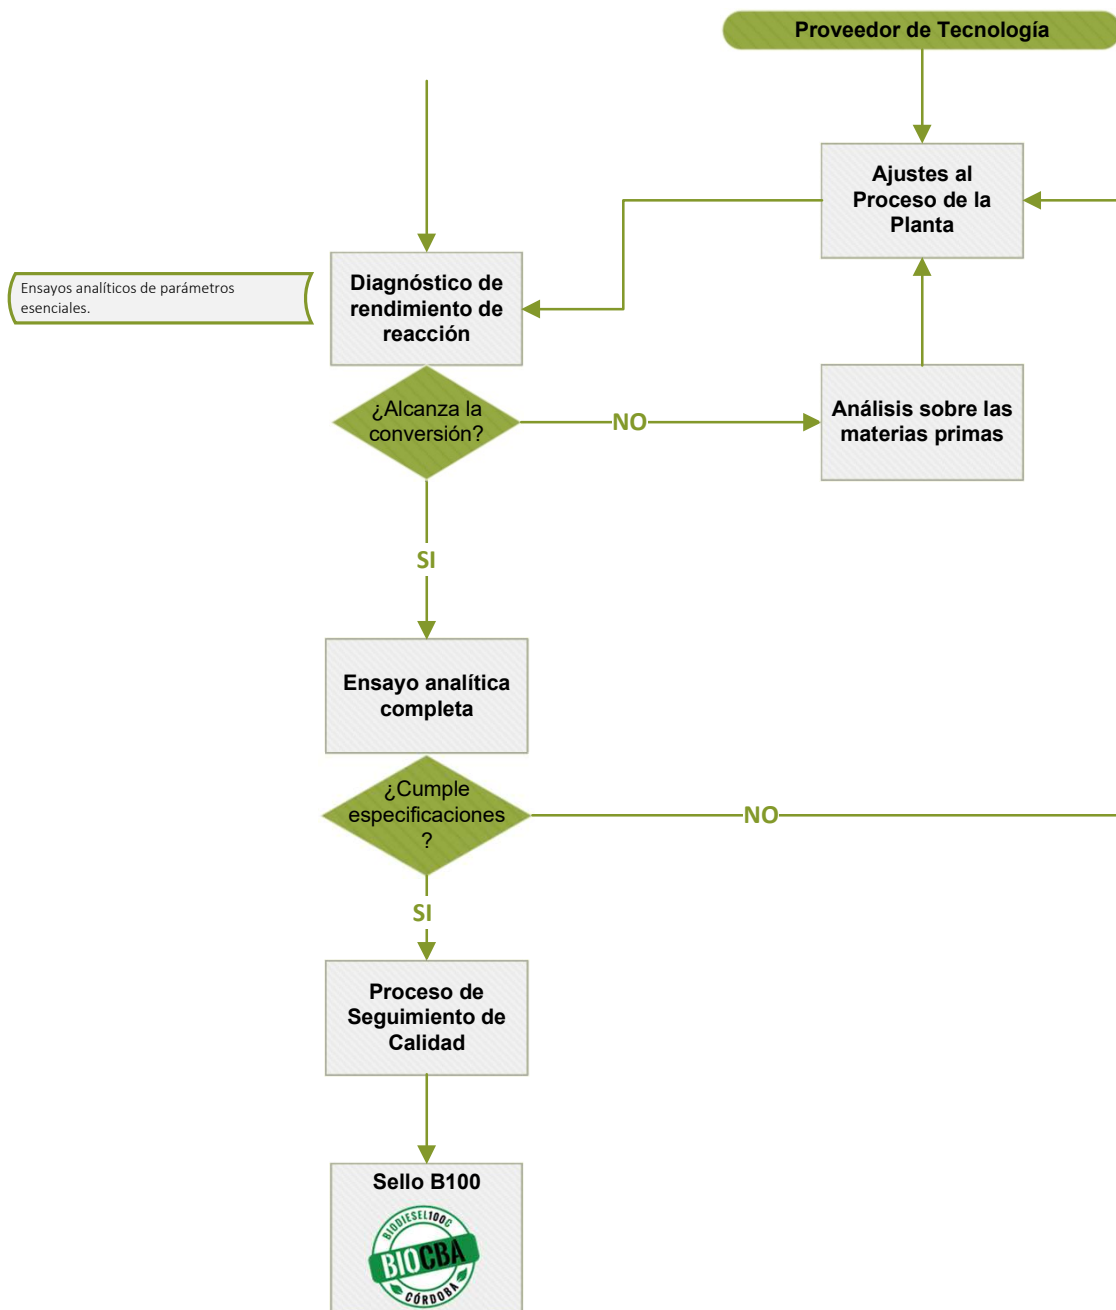 Proveedor de Tecnología
Ajustes al
Proceso de la
Planta
Ensayos analíticos de parámetros
esenciales.
Diagnóstico de
rendimiento de
reacción
¿Alcanza la
conversión?
NO
Análisis sobre las
materias primas
SI
Ensayo analítica
completa
¿Cumple
especificaciones
?
NO
SI
Proceso de
Seguimiento de
Calidad
Sello B100
BIODIESEL100C
BIOCBA
CÓRDOBA